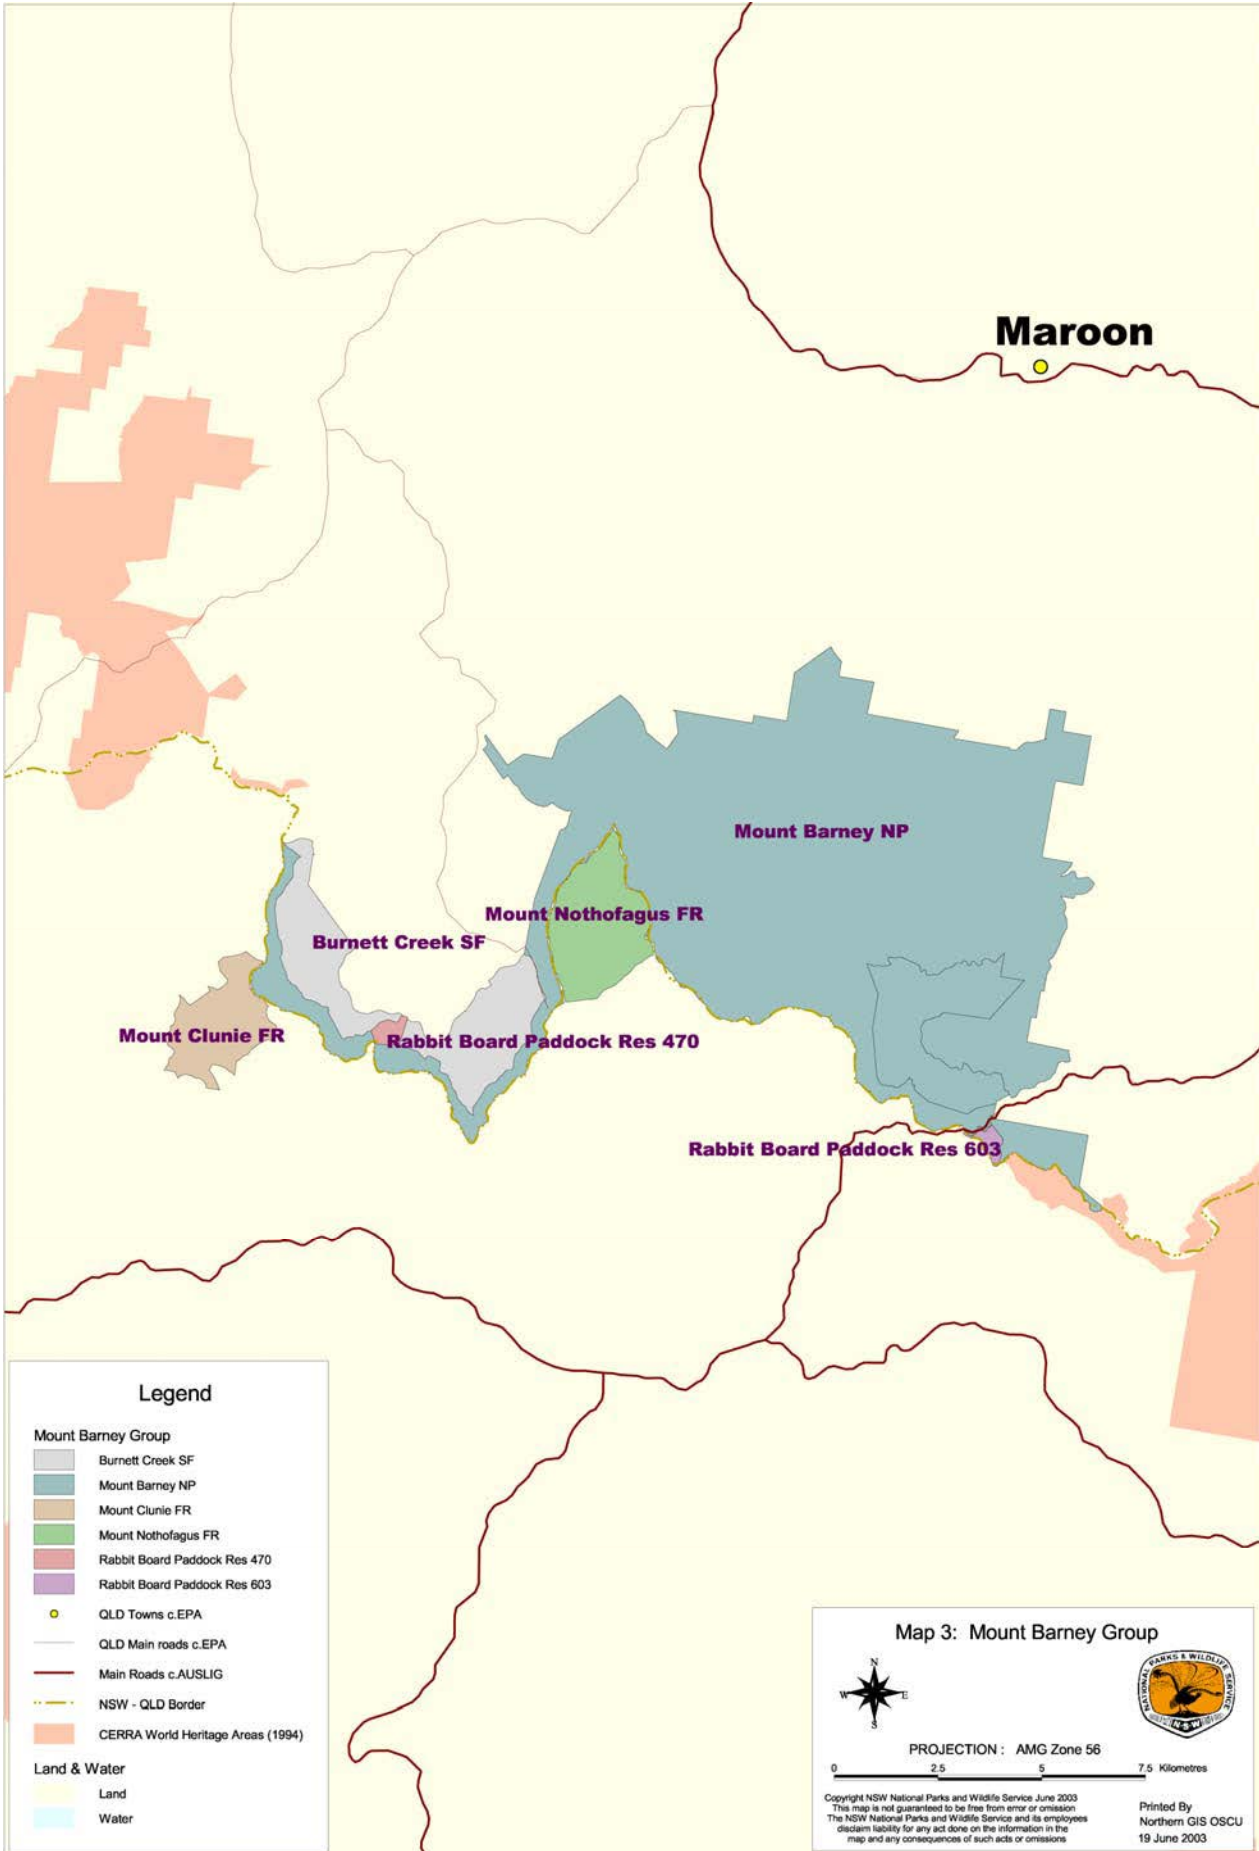 Maroon
Mount Barney NP
Mount Nothofagus FR
Burnett Creek SF
Mount Clunie FR
Rabbit Board Paddock Res 470
Rabbit Board Paddock Res 603
Legend
Mount Barney Group
Burnett Creek SF
Mount Barney NP
Mount Clunie FR
Mount Nothofagus FR
Rabbit Board Paddock Res 470
Rabbit Board Paddock Res 603
QLD Towns c.EPA
QLD Main roads c.EPA
Main Roads c.AUSLIG
NSW - QLD Border
CERRA World Heritage Areas (1994)
Land & Water
Land
Water
Map 3: Mount Barney Group
N
W E
S
NATIONAL PARKS & WILDLIFE SERVICE
N·S·W
PROJECTION : AMG Zone 56
0 2.5 5 7.5 Kilometres
Copyright NSW National Parks and Wildlife Service June 2003
This map is not guaranteed to be free from error or omission
The NSW National Parks and Wildlife Service and its employees
disclaim liability for any act done on the information in the
map and any consequences of such acts or omissions
Printed By
Northern GIS OSCU
19 June 2003